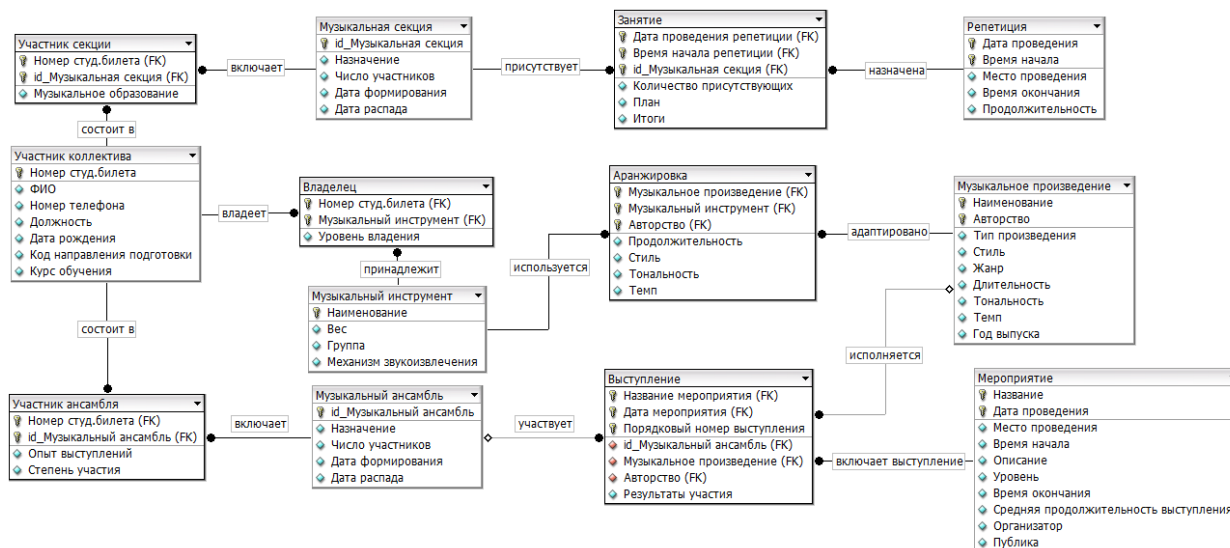 Участник секции
Номер студ.билета (FK)
id_Музыкальная секция (FK)
Музыкальное образование
включает
Музыкальная секция
id_Музыкальная секция
Назначение
Число участников
Дата формирования
Дата распада
присутствует
Занятие
Дата проведения репетиции (FK)
Время начала репетиции (FK)
id_Музыкальная секция (FK)
Количество присутствующих
План
Итоги
назначена
Репетиция
Дата проведения
Время начала
Место проведения
Время окончания
Продолжительность
состоит в
Участник коллектива
Номер студ.билета
ФИО
Номер телефона
Должность
Дата рождения
Код направления подготовки
Курс обучения
владеет
Владелец
Номер студ.билета (FK)
Музыкальный инструмент (FK)
Уровень владения
принадлежит
Музыкальный инструмент
Наименование
Вес
Группа
Механизм звукоизвлечения
используется
Аранжировка
Музыкальное произведение (FK)
Музыкальный инструмент (FK)
Авторство (FK)
Продолжительность
Стиль
Тональность
Темп
адаптировано
Музыкальное произведение
Наименование
Авторство
Тип произведения
Стиль
Жанр
Длительность
Тональность
Темп
Год выпуска
исполняется
состоит в
Участник ансамбля
Номер студ.билета (FK)
id_Музыкальный ансамбль (FK)
Опыт выступлений
Степень участия
включает
Музыкальный ансамбль
id_Музыкальный ансамбль
Назначение
Число участников
Дата формирования
Дата распада
участвует
Выступление
Название мероприятия (FK)
Дата мероприятия (FK)
Порядковый номер выступления
id_Музыкальный ансамбль (FK)
Музыкальное произведение (FK)
Авторство (FK)
Результаты участия
включает выступление
Мероприятие
Название
Дата проведения
Место проведения
Время начала
Описание
Уровень
Время окончания
Средняя продолжительность выступления
Организатор
Публика